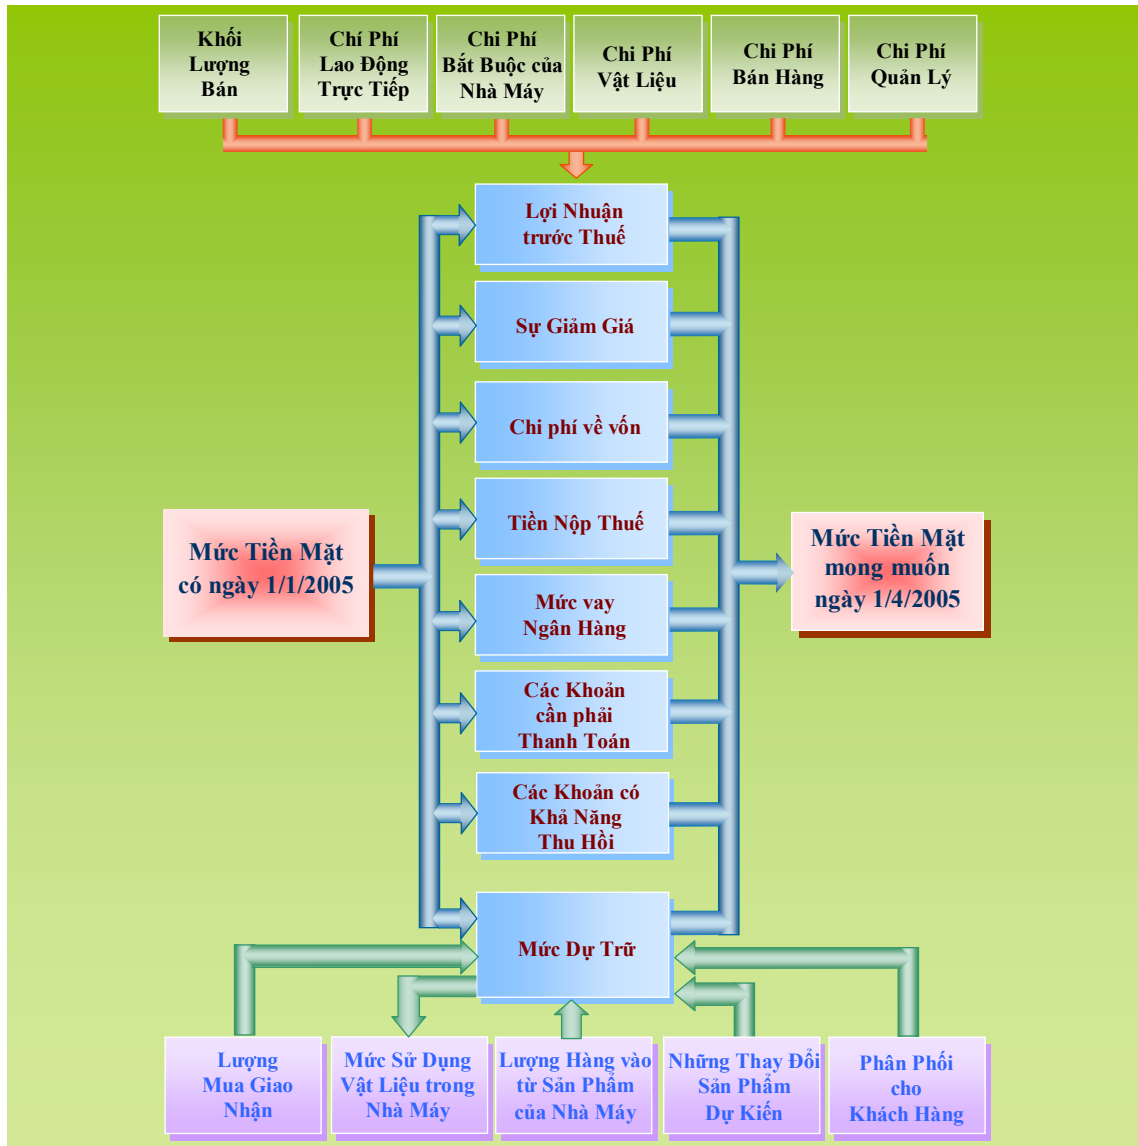 Khối
Lượng
Bán
Chí Phí
Lao Động
Trực Tiếp
Chi Phí
Bắt Buộc của
Nhà Máy
Chi Phí
Vật Liệu
Chi Phí
Bán Hàng
Chi Phí
Quản Lý
Lợi Nhuận
trước Thuế
Sự Giảm Giá
Chi phí về vốn
Tiền Nộp Thuế
Mức Tiền Mặt
có ngày 1/1/2005
Mức Tiền Mặt
mong muốn
ngày 1/4/2005
Mức vay
Ngân Hàng
Các Khoản
cần phải
Thanh Toán
Các Khoản có
Khả Năng
Thu Hồi
Mức Dự Trữ
Lượng
Mua Giao
Nhận
Mức Sử Dụng
Vật Liệu trong
Nhà Máy
Lượng Hàng vào
từ Sản Phẩm
của Nhà Máy
Những Thay Đổi
Sản Phẩm
Dự Kiến
Phân Phối
cho
Khách Hàng